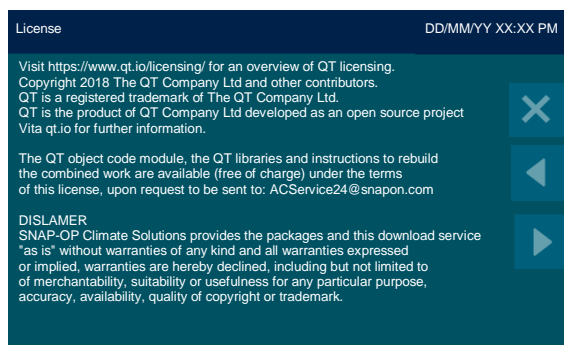 License
DD/MM/YY XX:XX PM
Visit https://www.qt.io/licensing/ for an overview of QT licensing.
Copyright 2018 The QT Company Ltd and other contributors.
QT is a registered trademark of The QT Company Ltd.
QT is the product of QT Company Ltd developed as an open source project
Vita qt.io for further information.
The QT object code module, the QT libraries and instructions to rebuild
the combined work are available (free of charge) under the terms
of this license, upon request to be sent to: ACService24@snapon.com
DISLAMER
SNAP-OP Climate Solutions provides the packages and this download service
"as is" without warranties of any kind and all warranties expressed
or implied, warranties are hereby declined, including but not limited to
of merchantability, suitability or usefulness for any particular purpose,
accuracy, availability, quality of copyright or trademark.